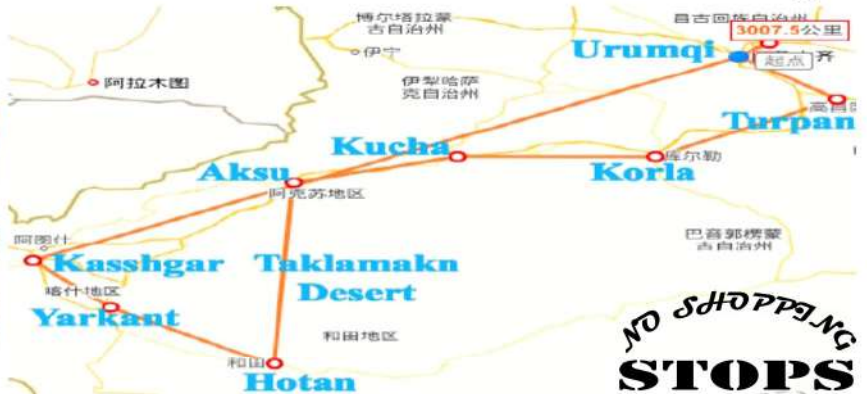 博尔塔拉蒙
古自治州
昌吉回族自治州
3007.5公里
Urumqi
起点
齐
伊宁
阿拉木图
伊犁哈萨
克自治州
Turpan
Kucha
Korla
库尔勒
Aksu
阿克苏地区
巴音郭楞蒙
古自治州
阿图什
Kasshgar
Taklamakn
Desert
喀什地区
Yarkant
和田地区
和田
Hotan
NO SHOPPING
STOPS